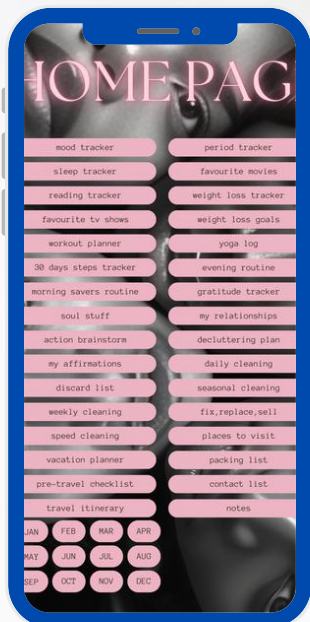 HOME PAG
mood tracker
period tracker
sleep tracker
favourite movies
reading tracker
weight loss tracker
favourite tv shows
weight loss goals
workout planner
yoga log
30 days steps tracker
evening routine
morning savers routine
gratitude tracker
soul stuff
my relationships
action brainstorm
decluttering plan
my affirmations
daily cleaning
discard list
seasonal cleaning
weekly cleaning
fix,replace,sell
speed cleaning
places to visit
vacation planner
packing list
pre-travel checklist
contact list
travel itinerary
notes
JAN FEB MAR APR
MAY JUN JUL AUG
SEP OCT NOV DEC